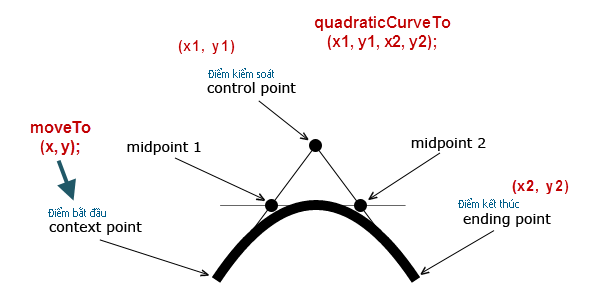 quadraticCurveTo
(x1, y1, x2, y2);
(x1, y1)
Điểm kiểm soát
control point
moveTo
(x, y);
midpoint 1
midpoint 2
(x2, y2)
Điểm bắt đầu
context point
Điểm kết thúc
ending point